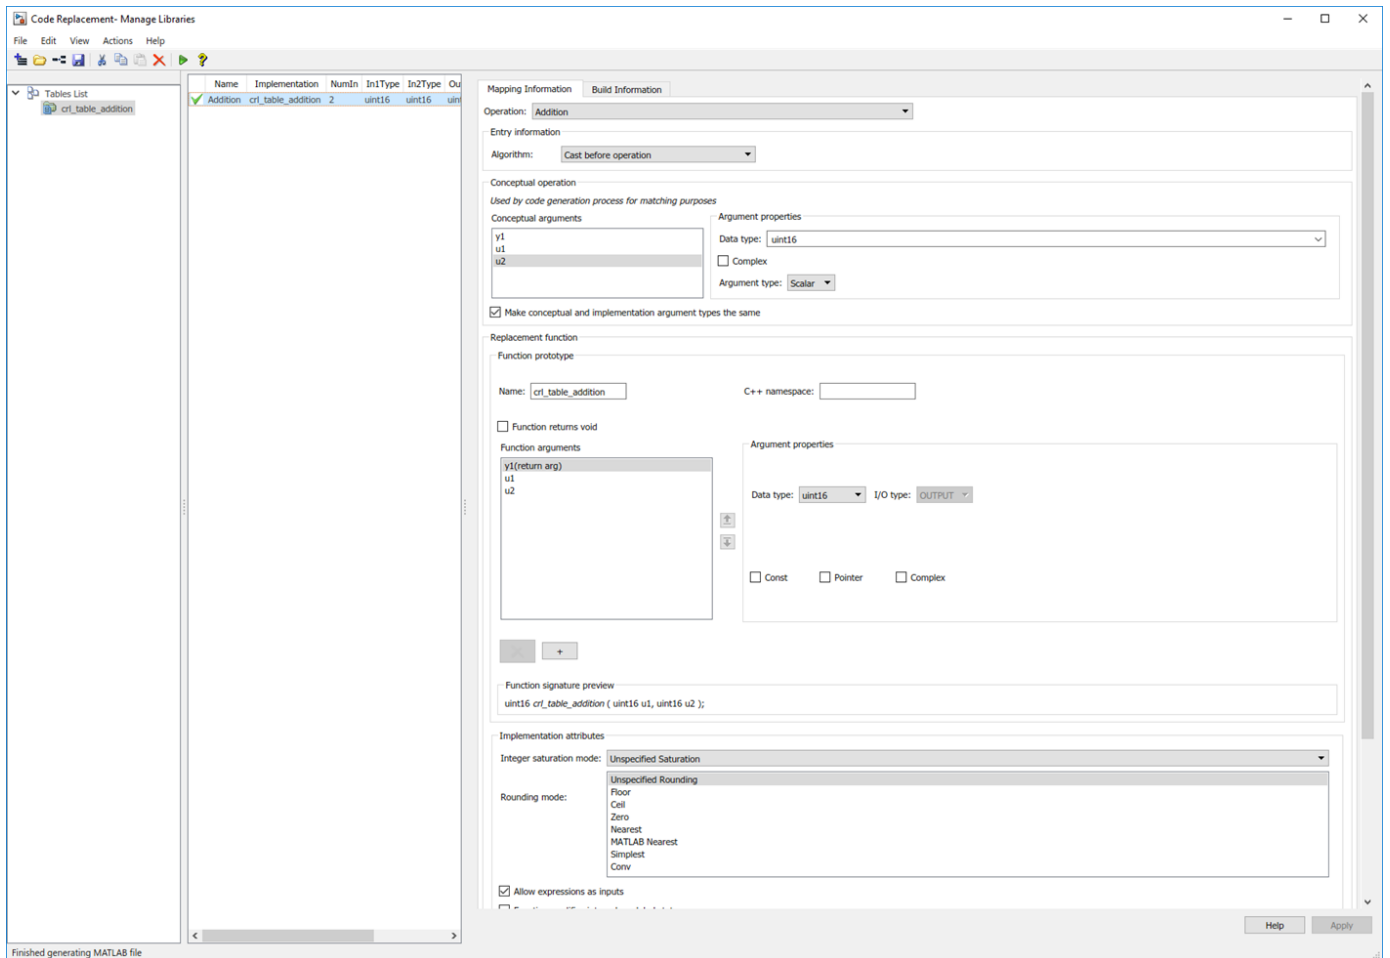 Code Replacement- Manage Libraries
File Edit View Actions Help
Tables List
crl_table_addition
Name Implementation NumIn In1Type In2Type Ou
Addition crl_table_addition 2 uint16 uint16 uint
Mapping Information Build Information
Operation: Addition
Entry information
Algorithm: Cast before operation
Conceptual operation
Used by code generation process for matching purposes
Conceptual arguments
y1
u1
u2
Argument properties
Data type: uint16
Complex
Argument type: Scalar
Make conceptual and implementation argument types the same
Replacement function
Function prototype
Name: crl_table_addition C++ namespace:
Function returns void
Function arguments
y1(return arg)
u1
u2
Argument properties
Data type: uint16 I/O type: OUTPUT
Const Pointer Complex
+
Function signature preview
uint16 crl_table_addition ( uint16 u1, uint16 u2 );
Implementation attributes
Integer saturation mode: Unspecified Saturation
Rounding mode:
Unspecified Rounding
Floor
Ceil
Zero
Nearest
MATLAB Nearest
Simplest
Conv
Allow expressions as inputs
Help Apply
Finished generating MATLAB file